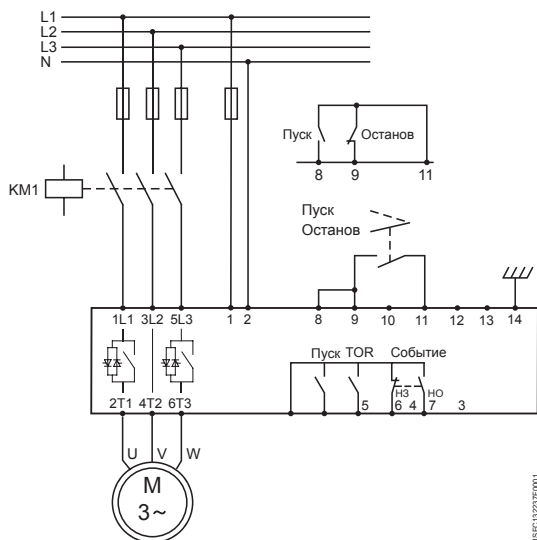 L1
L2
L3
N
Пуск
Останов
8 9 11
KM1
Пуск
Останов
1L1 3L2 5L3 1 2 8 9 10 11 12 13 14
Пуск TOR Событие
НЗ НО
5 6 4 7 3
2T1 4T2 6T3
U V W
M
3~